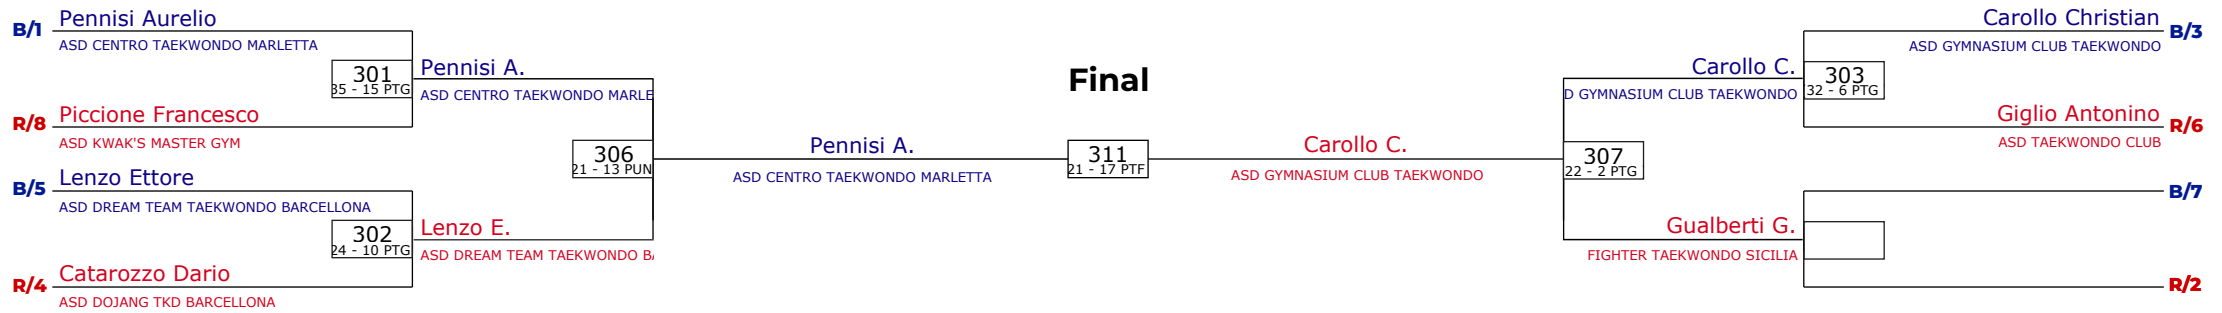 Final
B/1
Pennisi Aurelio
ASD CENTRO TAEKWONDO MARLETTA
301
35 - 15 PTG
R/8
Piccione Francesco
ASD KWAK'S MASTER GYM
B/5
Lenzo Ettore
ASD DREAM TEAM TAEKWONDO BARCELLONA
302
24 - 10 PTG
R/4
Catarozzo Dario
ASD DOJANG TKD BARCELLONA
Pennisi A.
ASD CENTRO TAEKWONDO MARLE
306
21 - 13 PUN
Lenzo E.
ASD DREAM TEAM TAEKWONDO BA
Pennisi A.
ASD CENTRO TAEKWONDO MARLETTA
311
21 - 17 PTF
Carollo C.
ASD GYMNASIUM CLUB TAEKWONDO
Carollo C.
D GYMNASIUM CLUB TAEKWONDO
307
22 - 2 PTG
Gualberti G.
FIGHTER TAEKWONDO SICILIA
Carollo Christian
B/3
ASD GYMNASIUM CLUB TAEKWONDO
303
32 - 6 PTG
Giglio Antonino
R/6
ASD TAEKWONDO CLUB
B/7
R/2